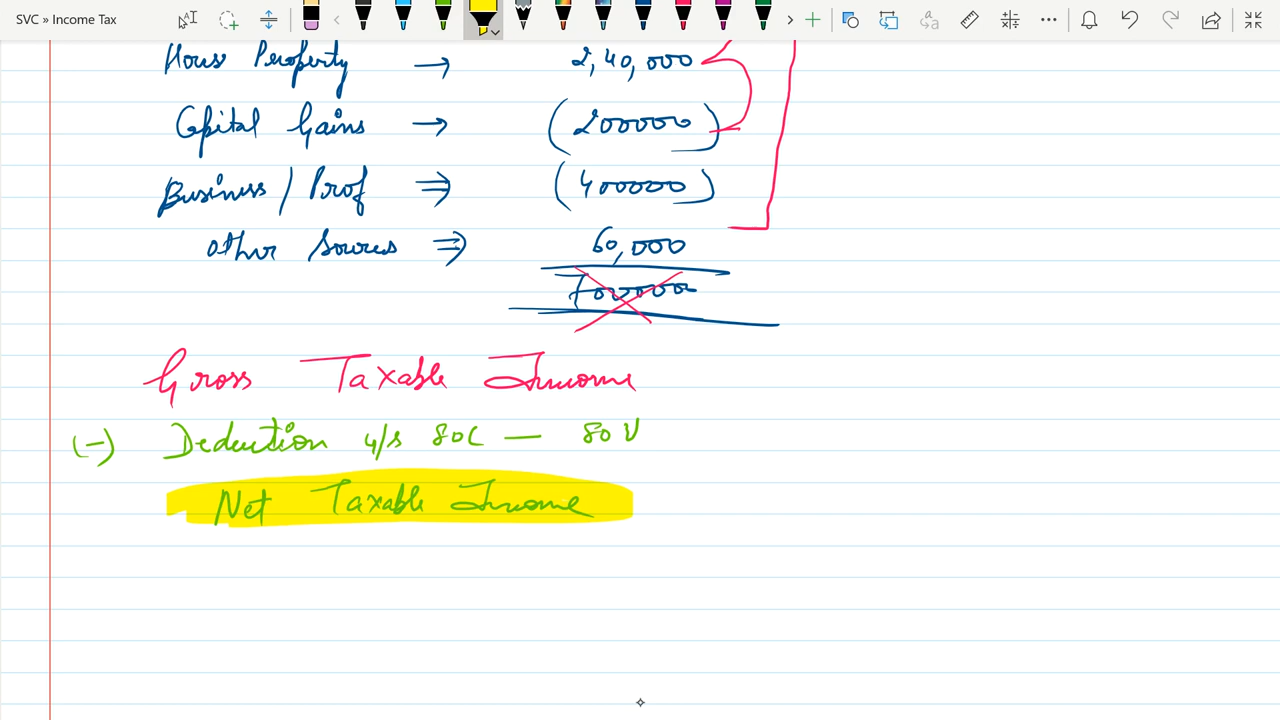 SVC » Income Tax
House Property → 2,40,000
Capital Gains → (200000)
Business / Prof ⇒ (400000)
Other Sources ⇒ 60,000
7000000
Gross Taxable Income
(-) Deduction u/s 80C — 80U
Net Taxable Income